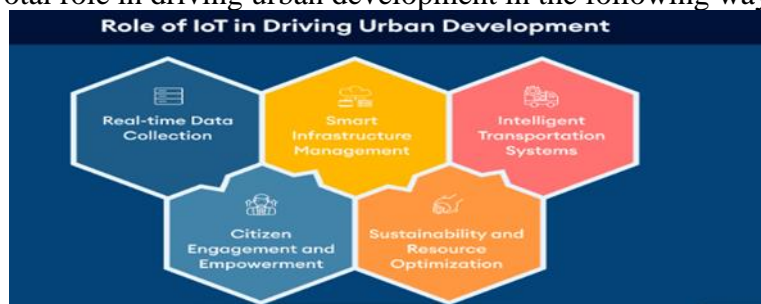 otal role in driving urban development in the following wa
Role of IoT in Driving Urban Development
Real-time Data
Collection
Smart
Infrastructure
Management
Intelligent
Transportation
Systems
Citizen
Engagement and
Empowerment
Sustainability and
Resource
Optimization